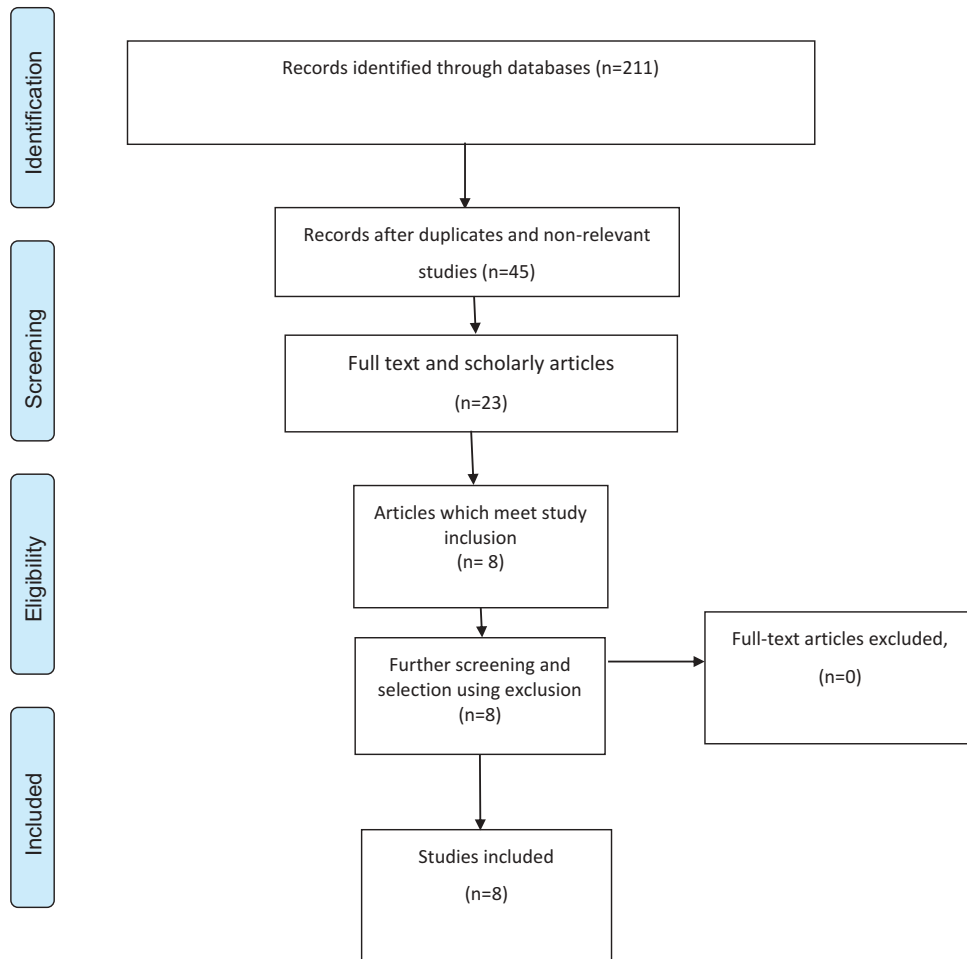 Identification
Records identified through databases (n=211)
Records after duplicates and non-relevant
studies (n=45)
Screening
Full text and scholarly articles
(n=23)
Eligibility
Articles which meet study
inclusion
(n= 8)
Further screening and
selection using exclusion
(n=8)
Full-text articles excluded,
(n=0)
Included
Studies included
(n=8)